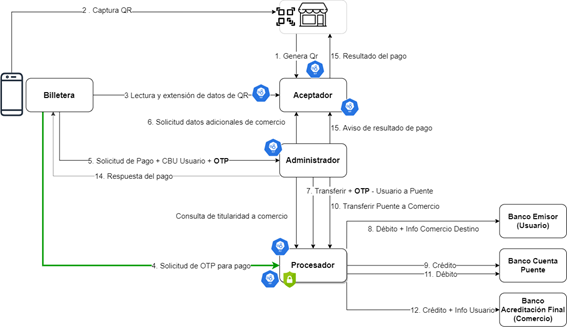 2 . Captura QR
1. Genera Qr
15. Resultado del pago
Billetera
3 Lectura y extensión de datos de QR
Aceptador
6. Solicitud datos adicionales de comercio
15. Aviso de resultado de pago
5. Solicitud de Pago + CBU Usuario + OTP
Administrador
14. Respuesta del pago
7. Transferir + OTP - Usuario a Puente
10. Transferir Puente a Comercio
Consulta de titularidad a comercio
8. Débito + Info Comercio Destino
Banco Emisor
(Usuario)
4. Solicitud de OTP para pago
Procesador
9. Crédito
11. Débito
Banco Cuenta
Puente
12. Crédito + Info Usuario
Banco
Acreditación Final
(Comercio)